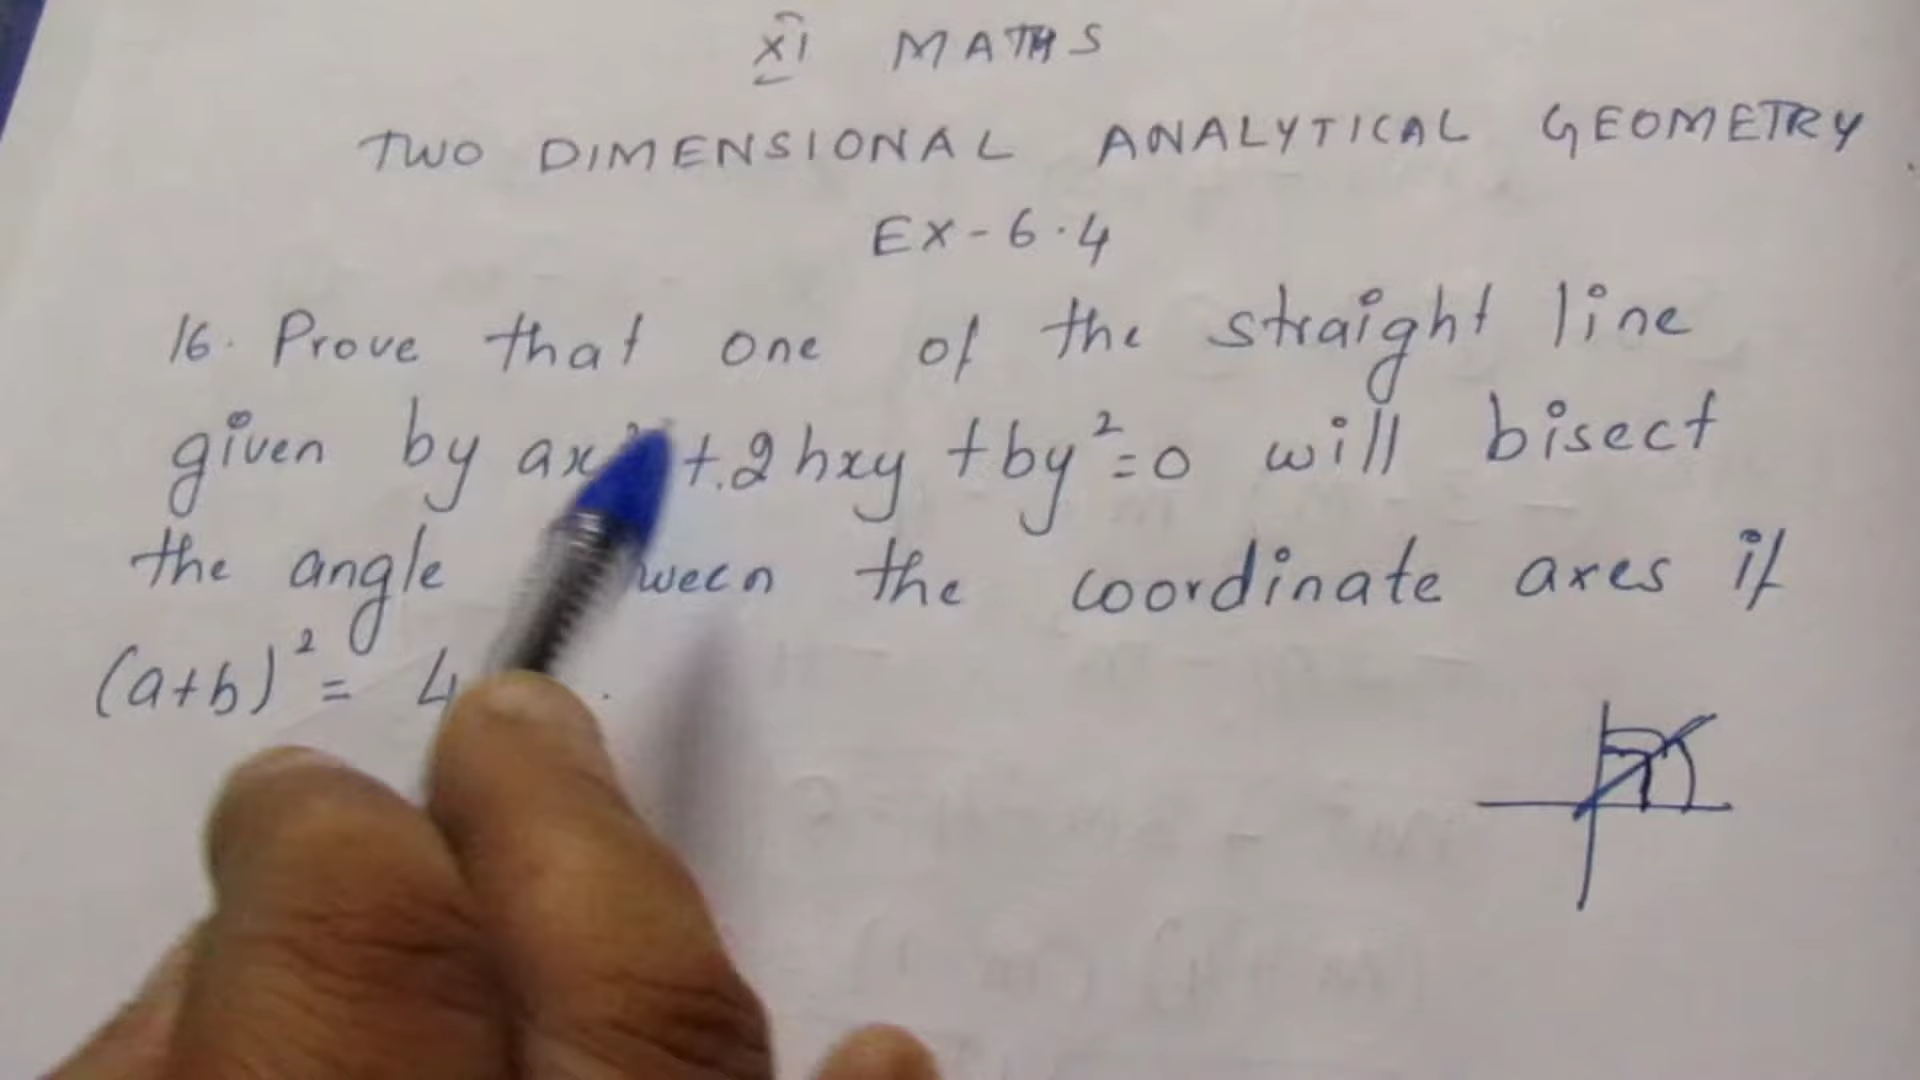 XI MATHS
TWO DIMENSIONAL ANALYTICAL GEOMETRY
EX-6.4
16. Prove that one of the straight line
given by ax² + 2hxy + by² = 0 will bisect
the angle the coordinate axes if
(a+b)² = 4